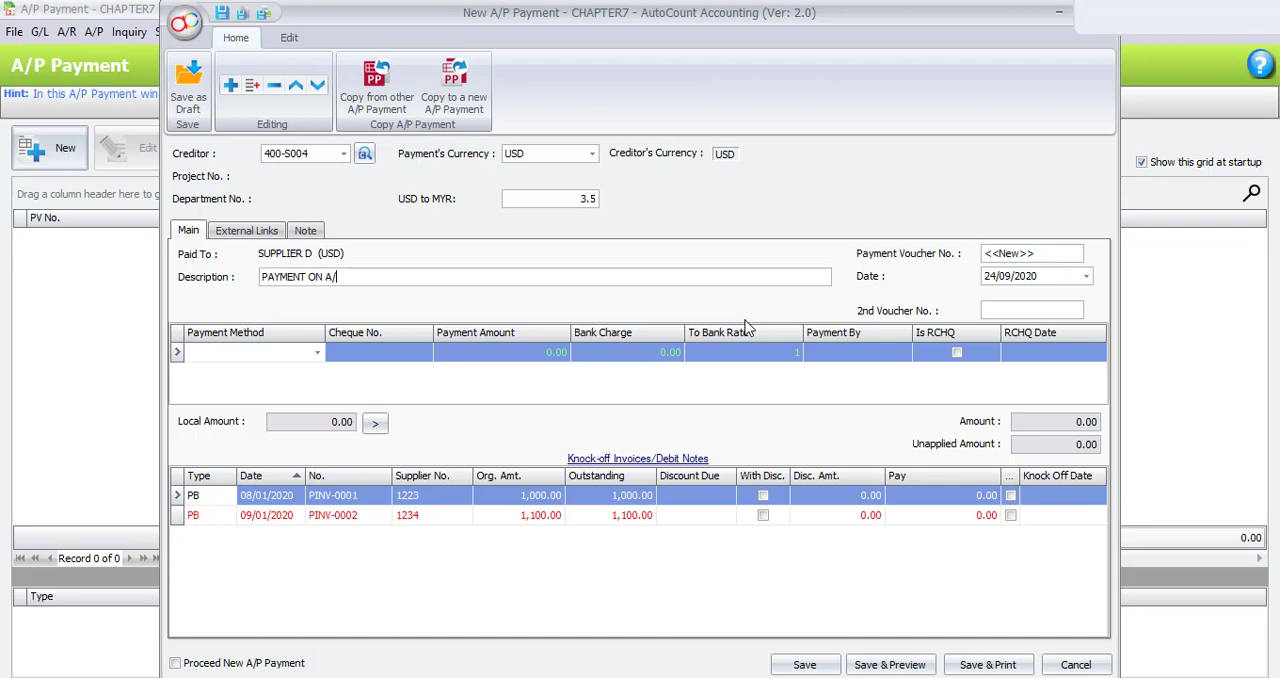 A/P Payment - CHAPTER7
New A/P Payment - CHAPTER7 - AutoCount Accounting (Ver: 2.0)
File G/L A/R A/P Inquiry
Home Edit
A/P Payment
Hint: In this A/P Payment win
Save as
Draft
Save
Editing
Copy from other
A/P Payment
Copy to a new
A/P Payment
Copy A/P Payment
New Edit
Show this grid at startup
Drag a column header here to g
PV No.
Creditor : 400-S004
Payment's Currency : USD
Creditor's Currency : USD
Project No. :
Department No. :
USD to MYR: 3.5
Main External Links Note
Paid To : SUPPLIER D (USD)
Payment Voucher No. : <<New>>
Description : PAYMENT ON A/
Date : 24/09/2020
2nd Voucher No. :
Payment Method Cheque No. Payment Amount Bank Charge To Bank Rate Payment By Is RCHQ RCHQ Date
0.00 0.00 1
Local Amount : 0.00 >
Amount : 0.00
Unapplied Amount : 0.00
Knock-off Invoices/Debit Notes
Type Date No. Supplier No. Org. Amt. Outstanding Discount Due With Disc. Disc. Amt. Pay ... Knock Off Date
PB 08/01/2020 PINV-0001 1223 1,000.00 1,000.00 0.00 0.00
PB 09/01/2020 PINV-0002 1234 1,100.00 1,100.00 0.00 0.00
0.00
Record 0 of 0
Type
Proceed New A/P Payment
Save Save & Preview Save & Print Cancel